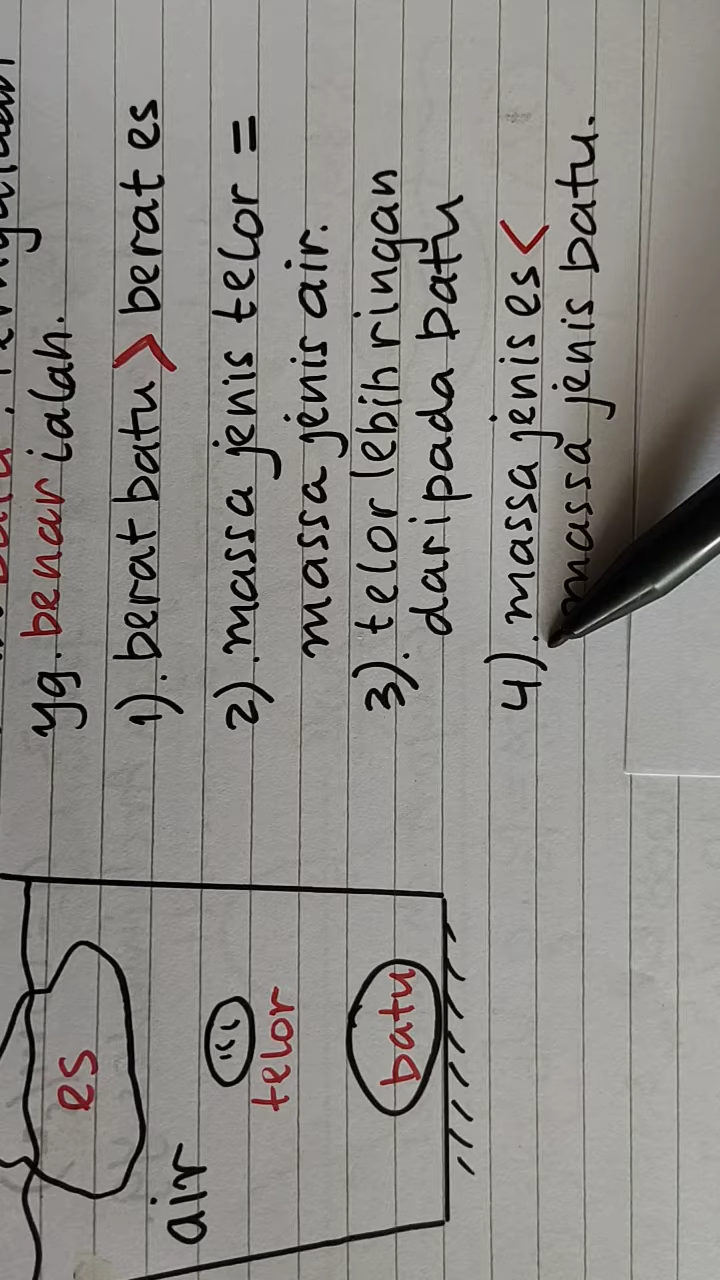 yg. benar ialah.
1). berat batu > berat es
2). massa jenis telor =
massa jenis air.
3). telor lebih ringan
daripada batu
4). massa jenis es <
massa jenis batu.
es
telor
batu
air